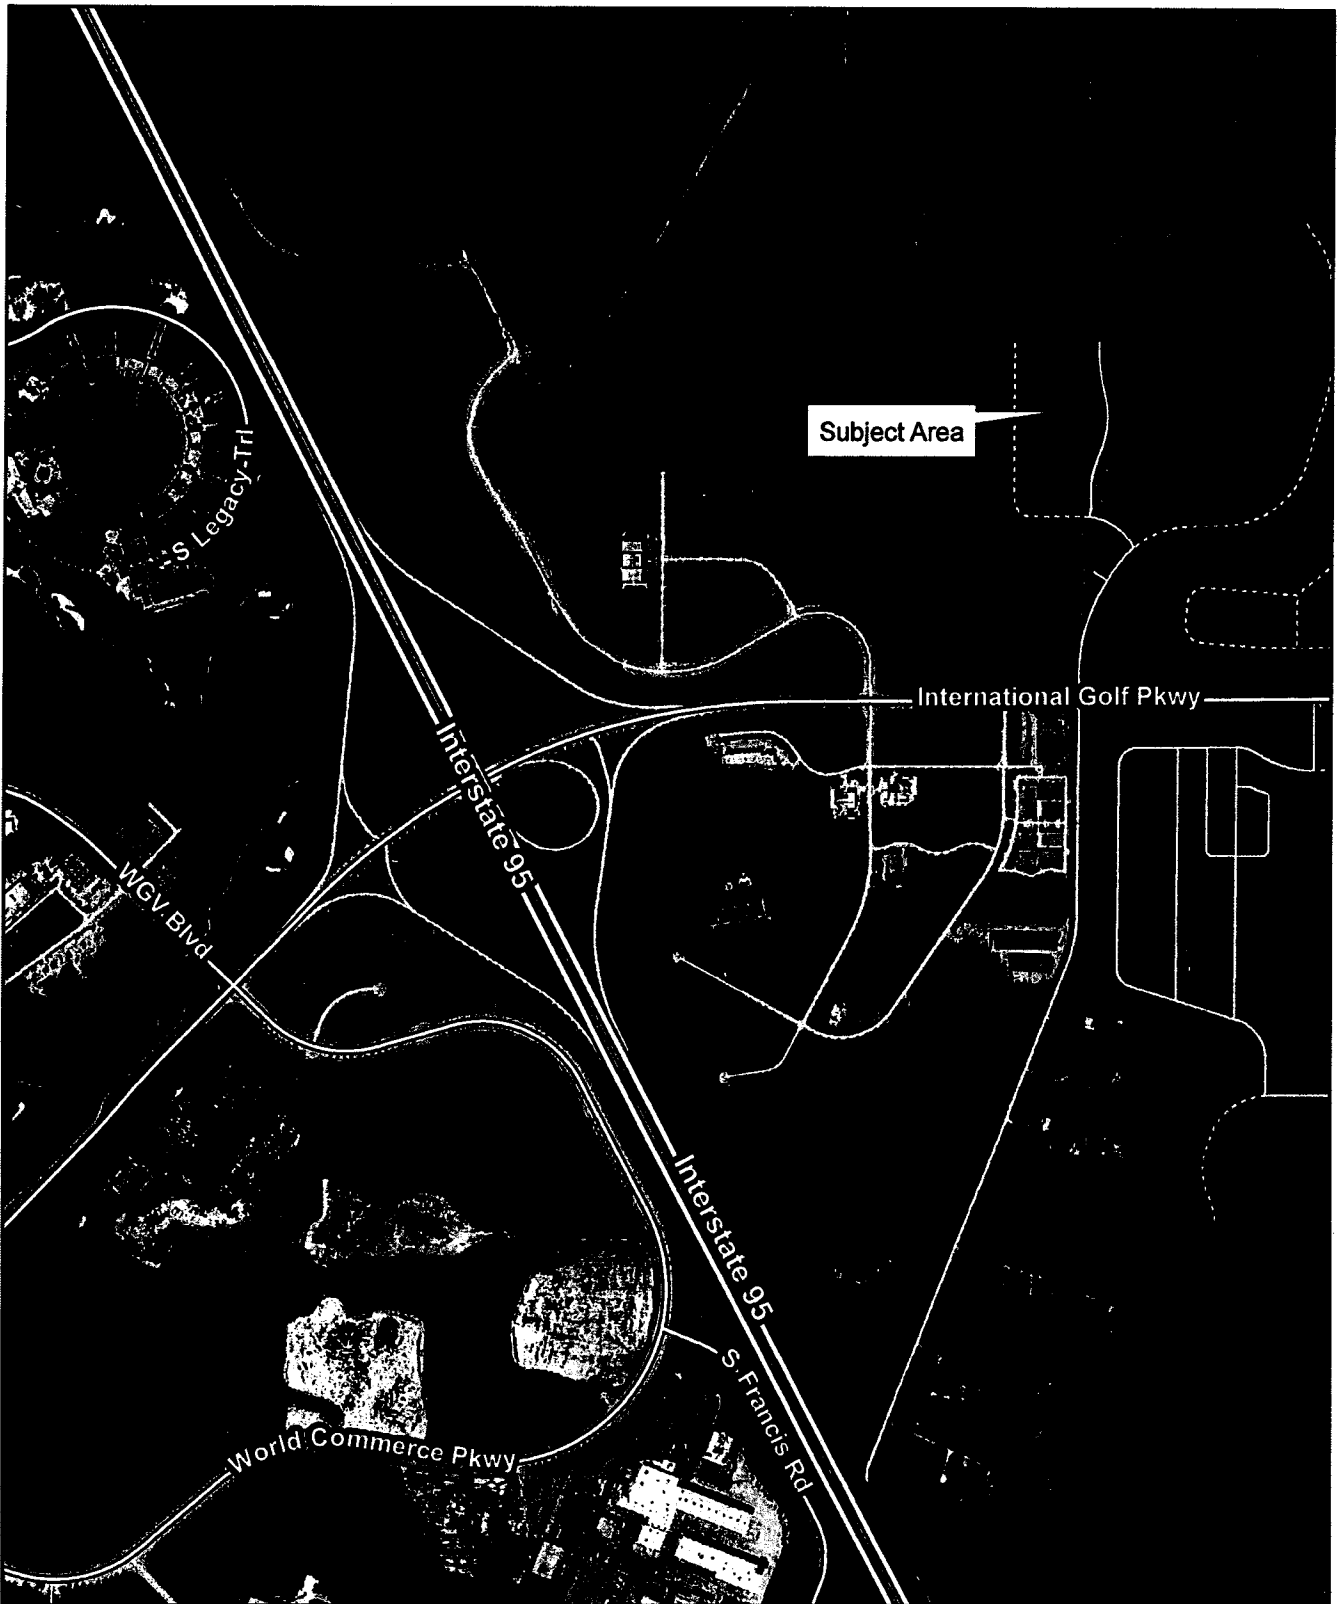 Subject Area
S Legacy-Trl
International Golf Pkwy
Interstate 95
WGV Blvd
Interstate 95
S Francis Rd
World Commerce Pkwy